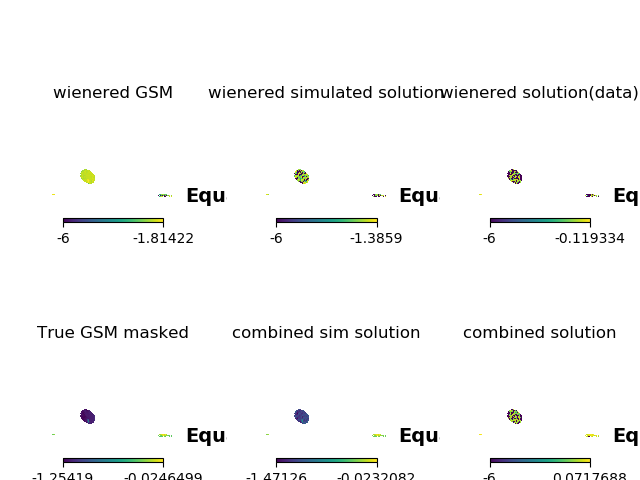 wienered GSM
wienered simulated solution
wienered solution(data)
Equ
Equ
Eq
-6 -1.81422
-6 -1.3859
-6 -0.119334
True GSM masked
combined sim solution
combined solution
Equ
Equ
Eq
-1.25419 -0.0246499
-1.47126 -0.0232082
-6 0.0717688